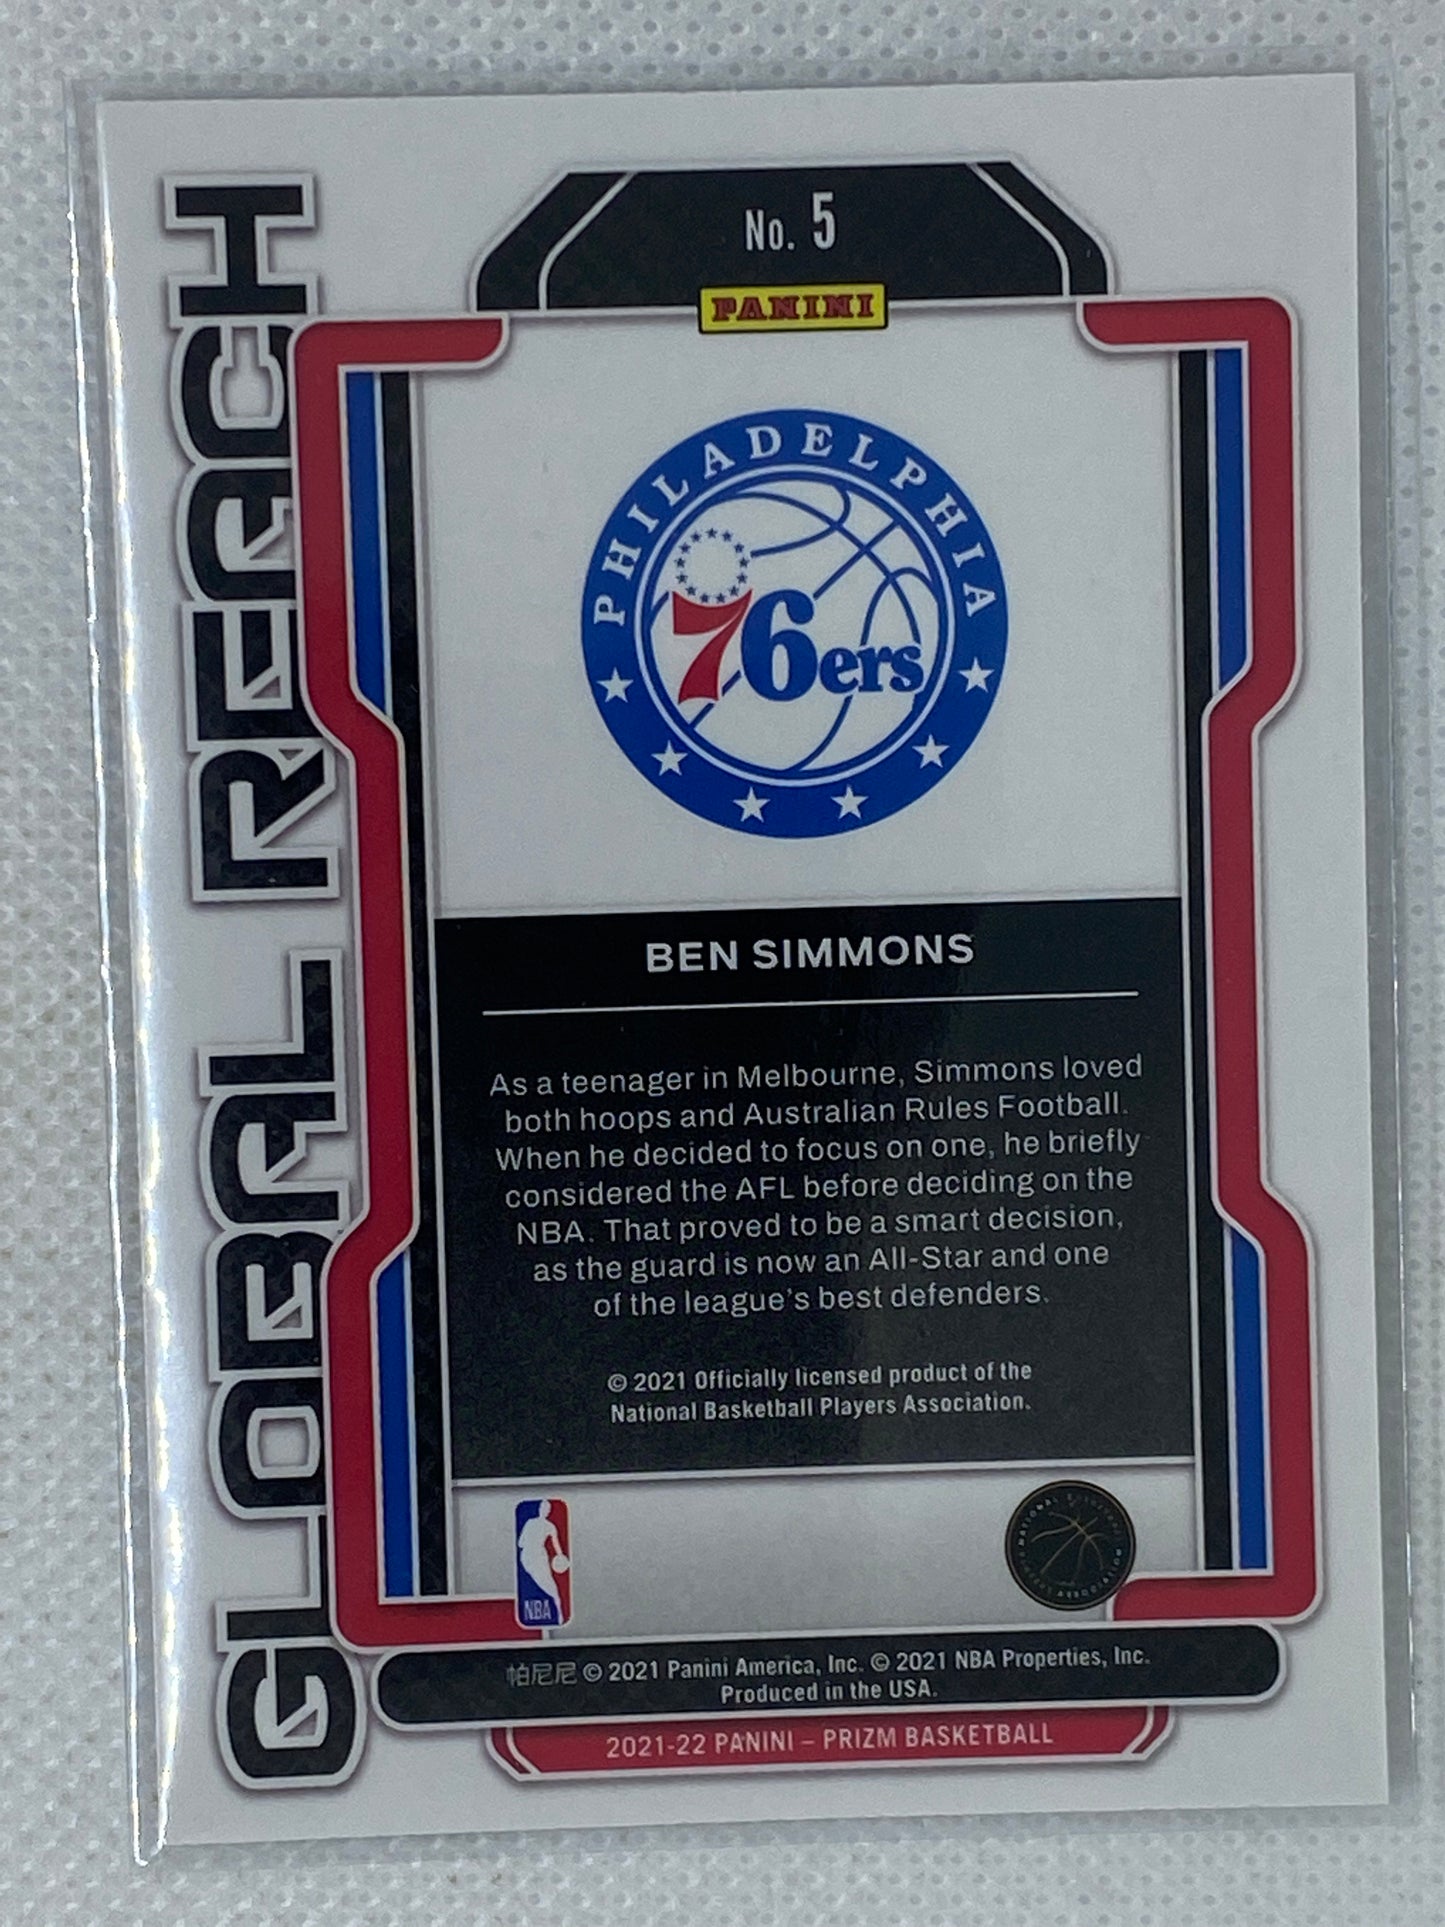 No. 5
PANINI
GLOBAL REACH
PHILADELPHIA
76ers
BEN SIMMONS
As a teenager in Melbourne, Simmons loved
both hoops and Australian Rules Football.
When he decided to focus on one, he briefly
considered the AFL before deciding on the
NBA. That proved to be a smart decision,
as the guard is now an All-Star and one
of the league's best defenders.
© 2021 Officially licensed product of the
National Basketball Players Association.
NBA
NATIONAL BASKETBALL PLAYERS ASSOCIATION
帕尼尼 © 2021 Panini America, Inc. © 2021 NBA Properties, Inc.
Produced in the USA.
2021-22 PANINI – PRIZM BASKETBALL